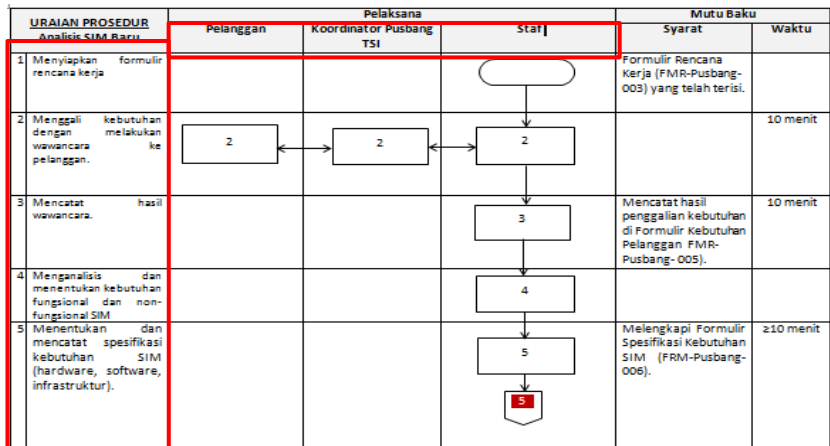 URAIAN PROSEDUR
Analisis SIM Baru
Pelaksana
Mutu Baku
Pelanggan
Koordinator Pusbang
TSI
Staf
Syarat
Waktu
1 Menyiapkan formulir
rencana kerja
Formulir Rencana
Kerja (FMR-Pusbang-
003) yang telah terisi.
2 Menggali kebutuhan
dengan melakukan
wawancara ke
pelanggan.
2
2
2
10 menit
3 Mencatat hasil
wawancara.
3
Mencatat hasil
penggalian kebutuhan
di Formulir Kebutuhan
Pelanggan FMR-
Pusbang- 005).
10 menit
4 Menganalisis dan
menentukan kebutuhan
fungsional dan non-
fungsional SIM
4
5 Menentukan dan
mencatat spesifikasi
kebutuhan SIM
(hardware, software,
infrastruktur).
5
5
Melengkapi Formulir
Spesifikasi Kebutuhan
SIM (FRM-Pusbang-
006).
≥10 menit